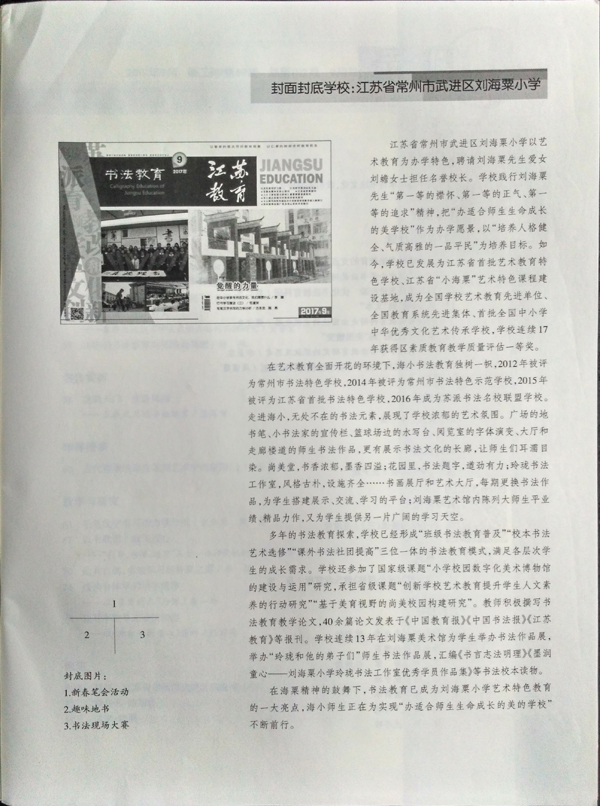 封面封底学校:江苏省常州市武进区刘海粟小学
9
2017年
书法教育
Calligraphy Education of
Jiangsu Education
江苏
教育
JIANGSU
EDUCATION
觉醒的力量
2017年9月
江苏省常州市武进区刘海粟小学以艺
术教育为办学特色,聘请刘海粟先生爱女
刘蟾女士担任名誉校长。学校践行刘海粟
先生“第一等的襟怀、第一等的正气、第一
等的追求”精神,把“办适合师生生命成长
的美学校”作为办学愿景,以“培养人格健
全、气质高雅的一品平民”为培养目标。如
今,学校已发展为江苏省首批艺术教育特
色学校、江苏省“小海粟”艺术特色课程建
设基地,成为全国学校艺术教育先进单位、
全国教育系统先进集体、首批全国中小学
中华优秀文化艺术传承学校,学校连续17
年获得区素质教育教学质量评估一等奖。
在艺术教育全面开花的环境下,海小书法教育独树一帜,2012年被评
为常州市书法特色学校,2014年被评为常州市书法特色示范学校,2015年
被评为江苏省首批书法特色学校,2016年成为苏派书法名校联盟学校。
走进海小,无处不在的书法元素,展现了学校浓郁的艺术氛围。广场的地
书笔、小书法家的宣传栏、篮球场边的水写台、阅览室的字体演变、大厅和
走廊楼道的师生书法作品,更有展示书法文化的长廊,让师生们耳濡目
染。尚美堂,书香浓郁,墨香四溢;花园里,书法题字,遒劲有力;玲珑书法
工作室,风格古朴,设施齐全……书画展厅和艺术大厅,每期更换书法作
品,为学生搭建展示、交流、学习的平台;刘海粟艺术馆内陈列大师生平业
绩、精品力作,又为学生提供另一片广阔的学习天空。
多年的书法教育探索,学校已经形成“班级书法教育普及”“校本书法
艺术选修”“课外书法社团提高”三位一体的书法教育模式,满足各层次学
生的成长需求。学校还参加了国家级课题“小学校园数字化美术博物馆
的建设与运用”研究,承担省级课题“创新学校艺术教育提升学生人文素
养的行动研究”“基于美育视野的尚美校园构建研究”。教师积极撰写书
法教育教学论文,40余篇论文发表于《中国教育报》《中国书法报》《江苏
教育》等报刊。学校连续13年在刘海粟美术馆为学生举办书法作品展,
举办“玲珑和他的弟子们”师生书法作品展,汇编《书言志法明理》《墨润
童心——刘海粟小学玲珑书法工作室优秀学员作品集》等书法校本读物。
在海粟精神的鼓舞下,书法教育已成为刘海粟小学艺术特色教育
的一大亮点,海小师生正在为实现“办适合师生生命成长的美的学校”
不断前行。
1
2
3
封底图片:
1.新春笔会活动
2.趣味地书
3.书法现场大赛